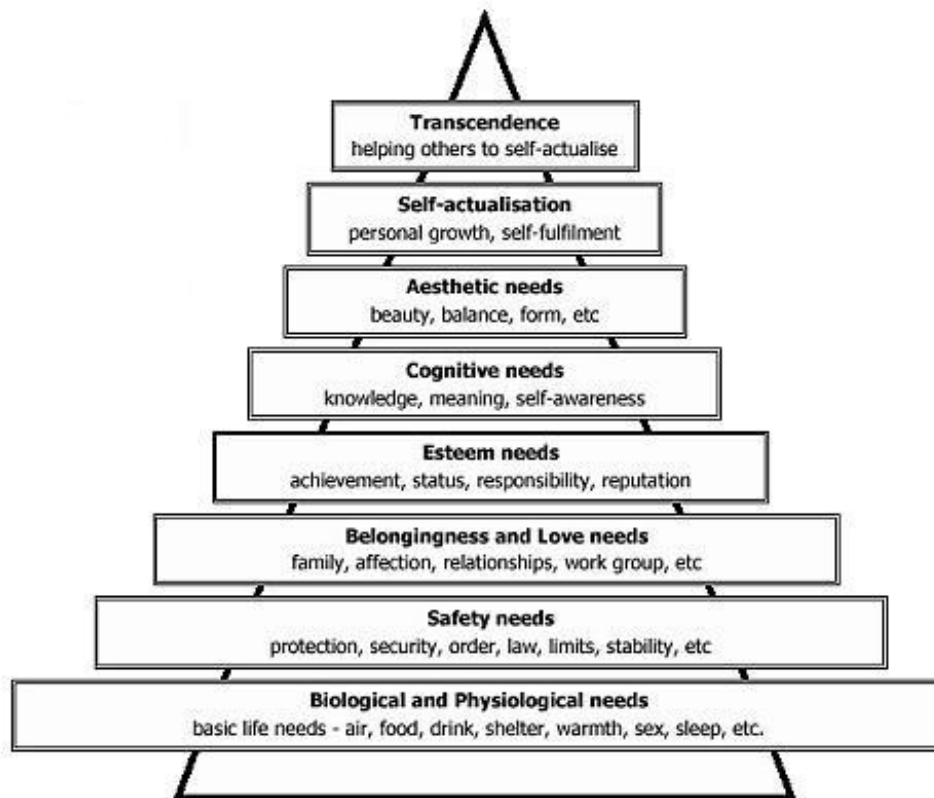 Transcendence
helping others to self-actualise
Self-actualisation
personal growth, self-fulfilment
Aesthetic needs
beauty, balance, form, etc
Cognitive needs
knowledge, meaning, self-awareness
Esteem needs
achievement, status, responsibility, reputation
Belongingness and Love needs
family, affection, relationships, work group, etc
Safety needs
protection, security, order, law, limits, stability, etc
Biological and Physiological needs
basic life needs - air, food, drink, shelter, warmth, sex, sleep, etc.